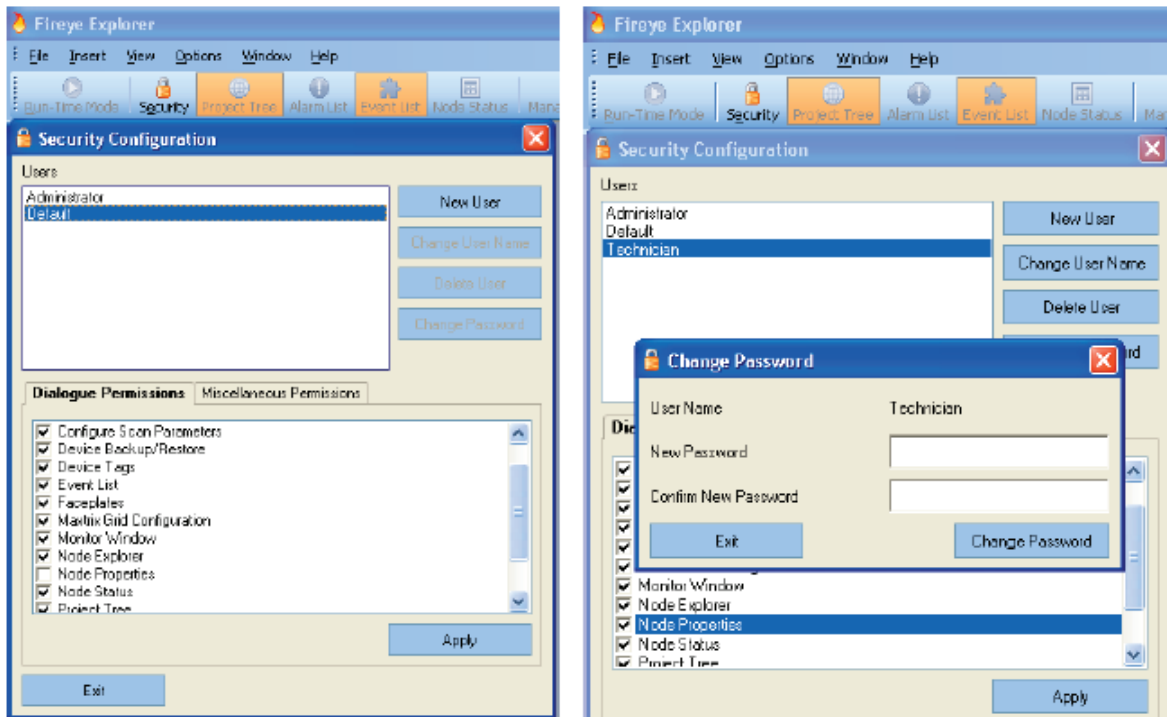 Fireye Explorer
File Insert View Options Window Help
Run-Time Mode Security Project Tree Alarm List Event List Node Status Mana
Security Configuration
Users
Administrator
Default
New User
Change User Name
Delete User
Change Password
Dialogue Permissions Miscellaneous Permissions
Configure Scan Parameters
Device Backup/Restore
Device Tags
Event List
Faceplates
Maxtrix Grid Configuration
Monitor Window
Node Explorer
Node Properties
Node Status
Project Tree
Apply
Exit
Fireye Explorer
File Insert View Options Window Help
Run-Time Mode Security Project Tree Alarm List Event List Node Status Ma
Security Configuration
Users
Administrator
Default
Technician
New User
Change User Name
Delete User
rd
Change Password
User Name Technician
New Password
Confirm New Password
Exit Change Password
Die
Monitor Window
Node Explorer
Node Properties
Node Status
Project Tree
Apply